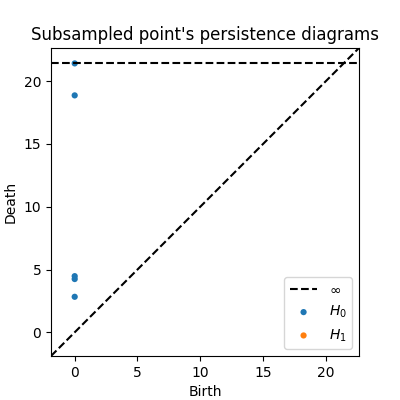 Subsampled point's persistence diagrams
20
15
10
5
0
Death
∞
H₀
H₁
0 5 10 15 20
Birth